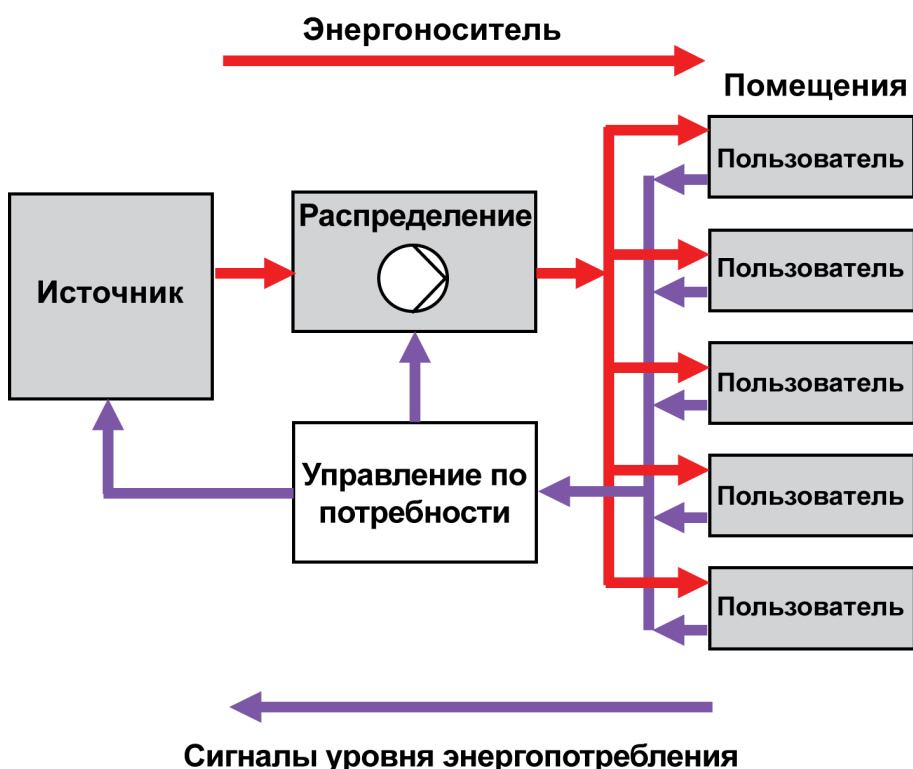 Энергоноситель
Помещения
Пользователь
Распределение
Источник
Пользователь
Пользователь
Управление по
потребности
Пользователь
Пользователь
Сигналы уровня энергопотребления